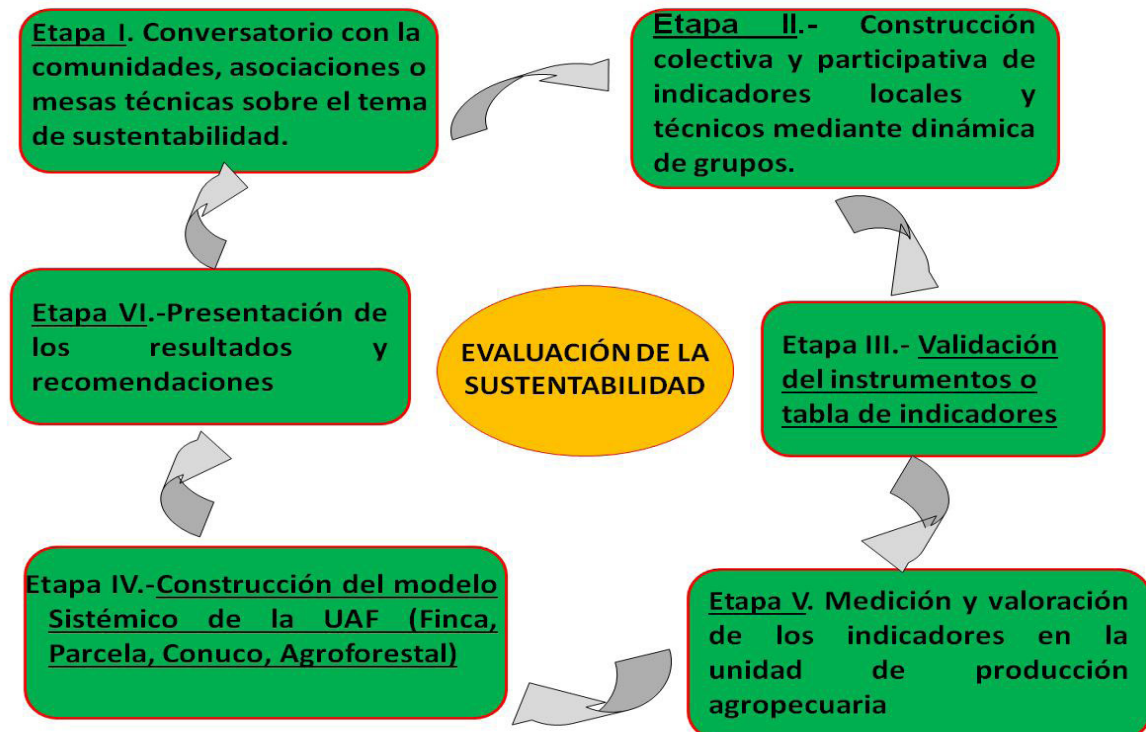 Etapa I. Conversatorio con la
comunidades, asociaciones o
mesas técnicas sobre el tema
de sustentabilidad.
Etapa II.- Construcción
colectiva y participativa de
indicadores locales y
técnicos mediante dinámica
de grupos.
Etapa VI.-Presentación de
los resultados y
recomendaciones
EVALUACIÓN DE LA
SUSTENTABILIDAD
Etapa III.- Validación
del instrumentos o
tabla de indicadores
Etapa IV.-Construcción del modelo
Sistémico de la UAF (Finca,
Parcela, Conuco, Agroforestal)
Etapa V. Medición y valoración
de los indicadores en la
unidad de producción
agropecuaria